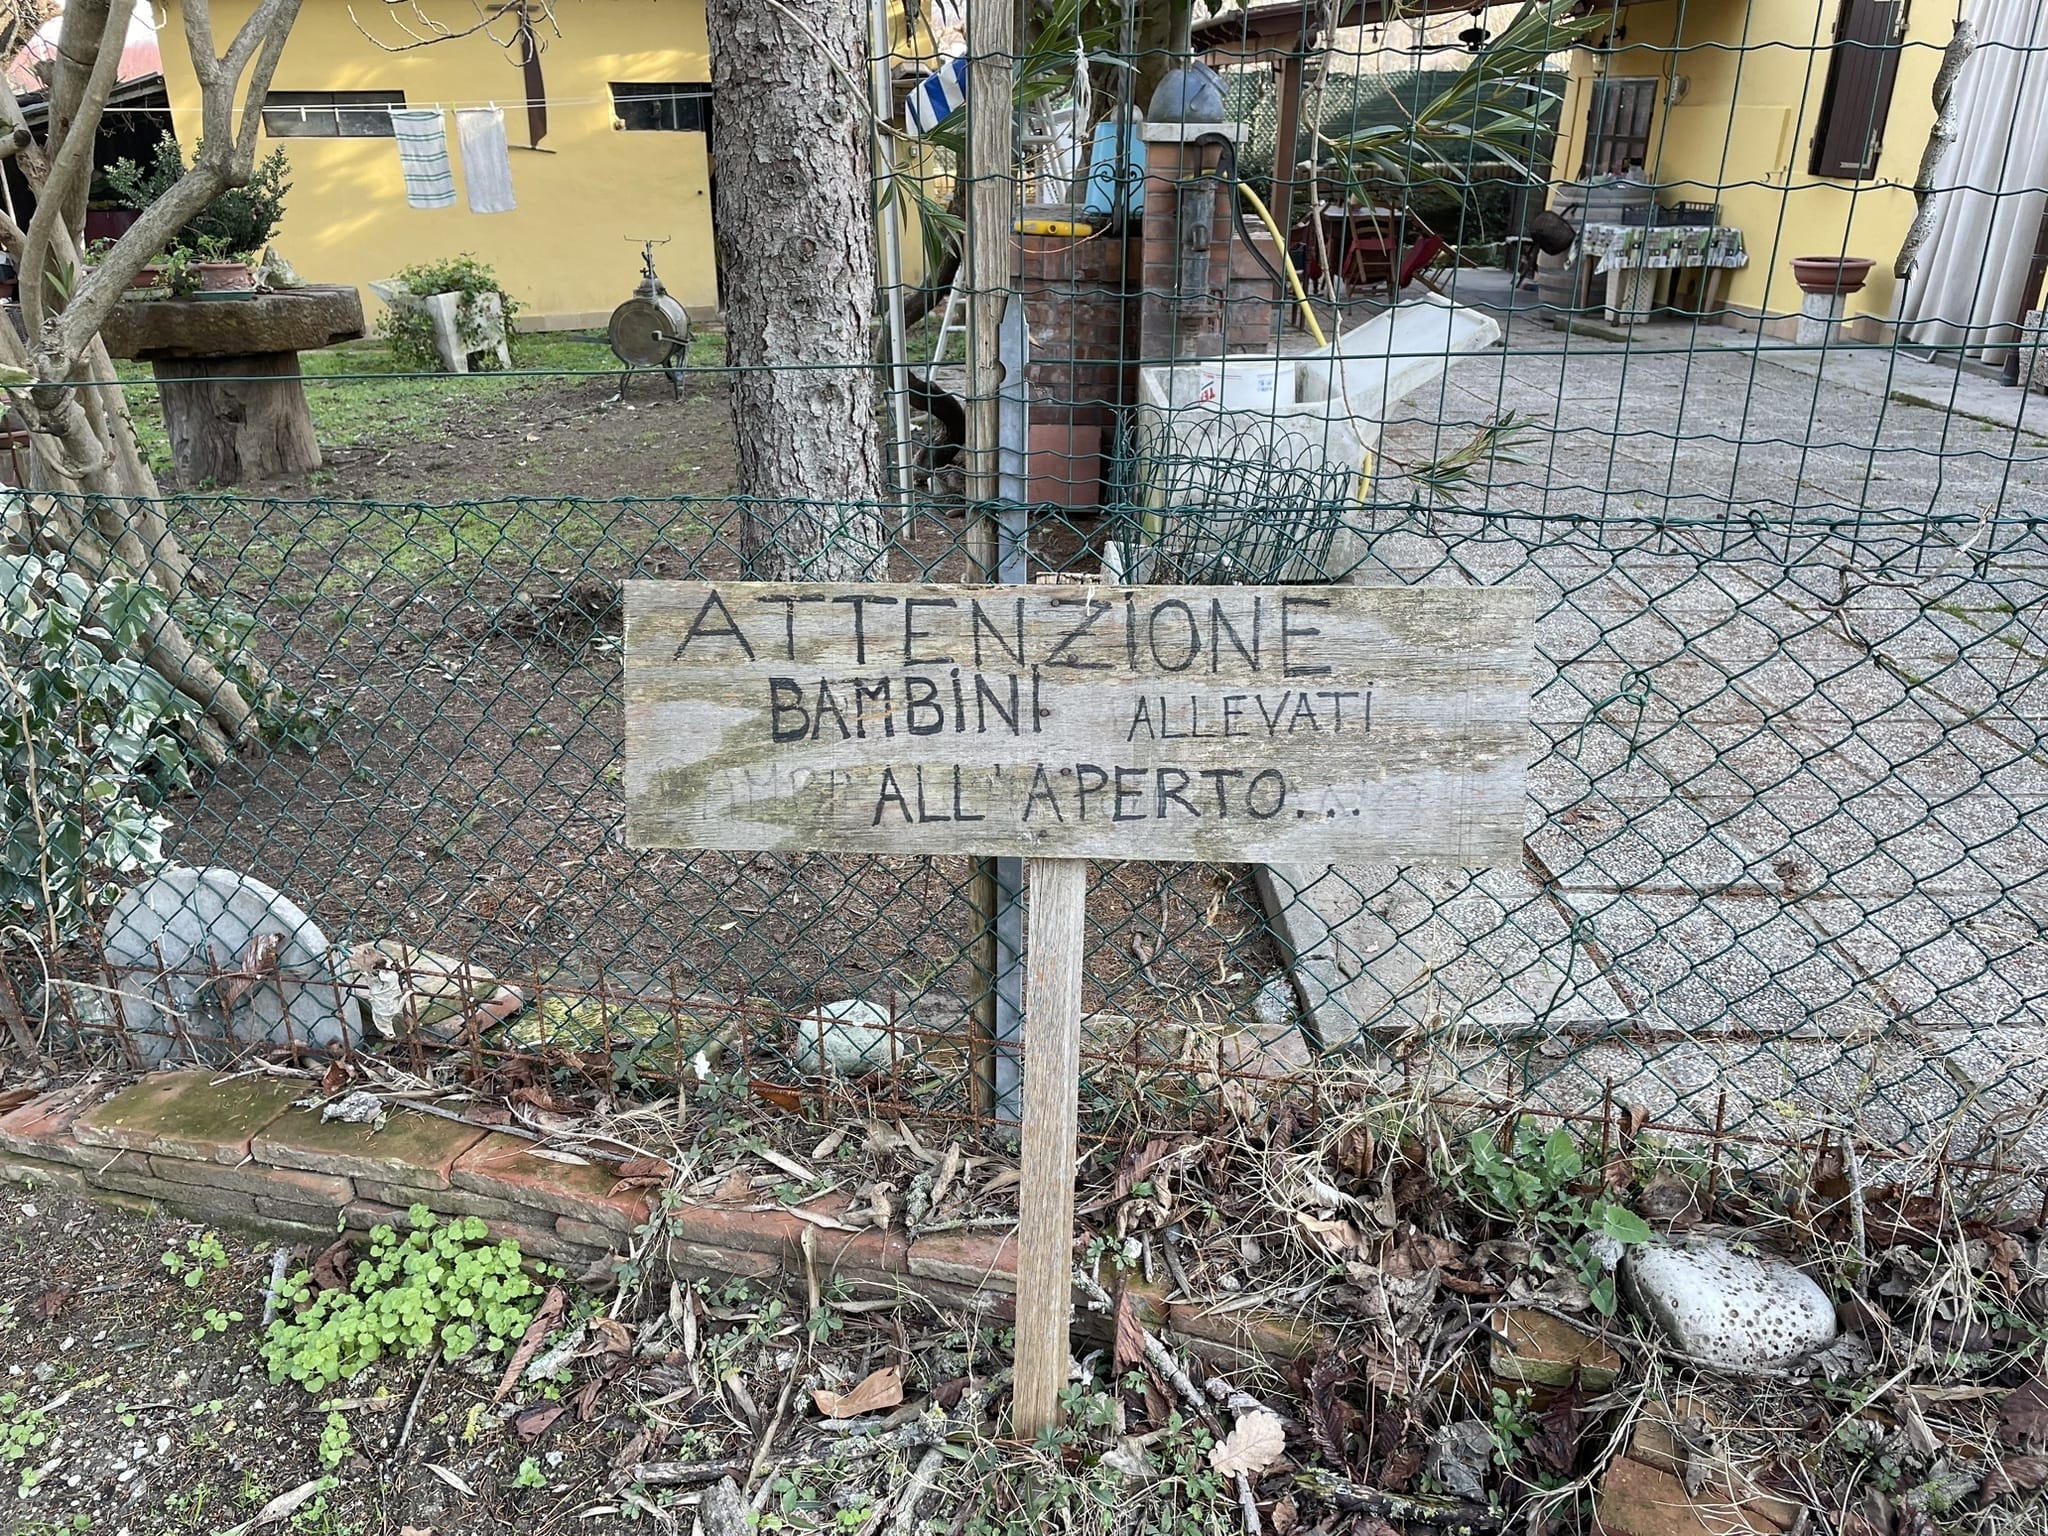 ATTENZIONE
BAMBINI ALLEVATI
ALL'APERTO...